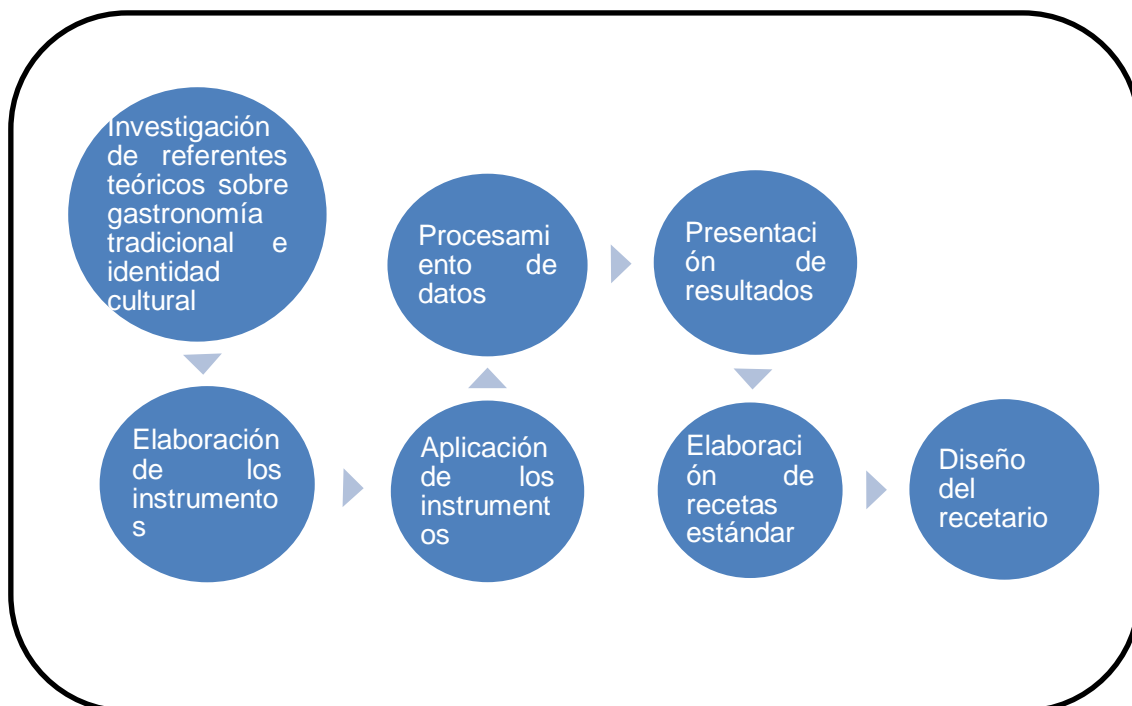 Investigación
de referentes
teóricos sobre
gastronomía
tradicional e
identidad
cultural
Elaboración
de los
instrumento
s
Aplicación
de los
instrument
os
Procesami
ento de
datos
Presentaci
ón de
resultados
Elaboraci
ón de
recetas
estándar
Diseño
del
recetario